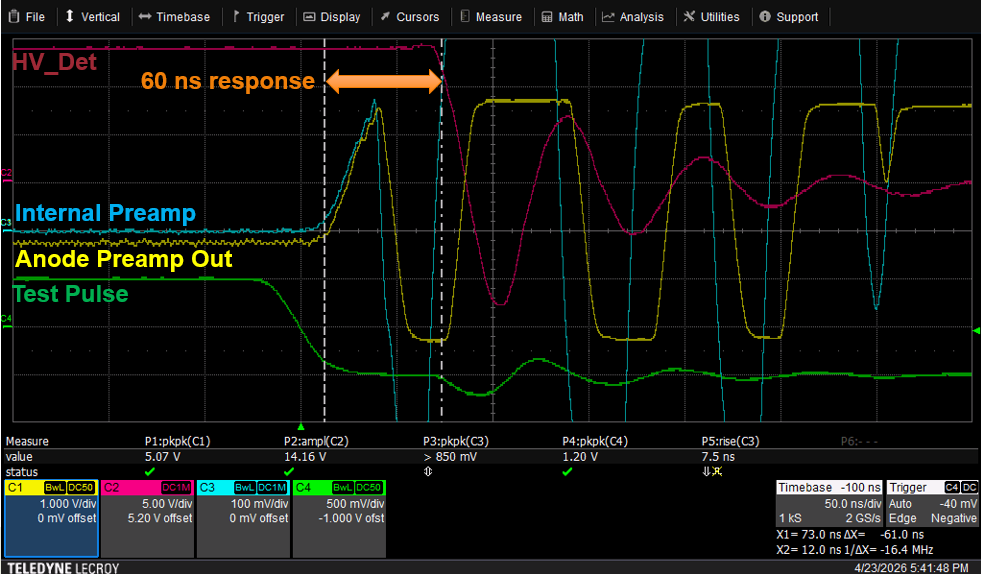 File Vertical Timebase Trigger Display Cursors Measure Math Analysis Utilities Support
HV_Det
60 ns response
C2
Internal Preamp
C3
Anode Preamp Out
Test Pulse
C4
Measure P1:pkpk(C1) P2:ampl(C2) P3:pkpk(C3) P4:pkpk(C4) P5:rise(C3) P6:- - -
value 5.07 V 14.16 V > 850 mV 1.20 V 7.5 ns
status
C1 BwL DC50 C2 DC1M C3 BwL DC1M C4 BwL DC50 Timebase -100 ns Trigger C4 DC
1.000 V/div 5.00 V/div 100 mV/div 500 mV/div 50.0 ns/div Auto -40 mV
0 mV offset 5.20 V offset 0 mV offset -1.000 V ofst 1 kS 2 GS/s Edge Negative
X1= 73.0 ns ΔX= -61.0 ns
X2= 12.0 ns 1/ΔX= -16.4 MHz
TELEDYNE LECROY 4/23/2026 5:41:48 PM